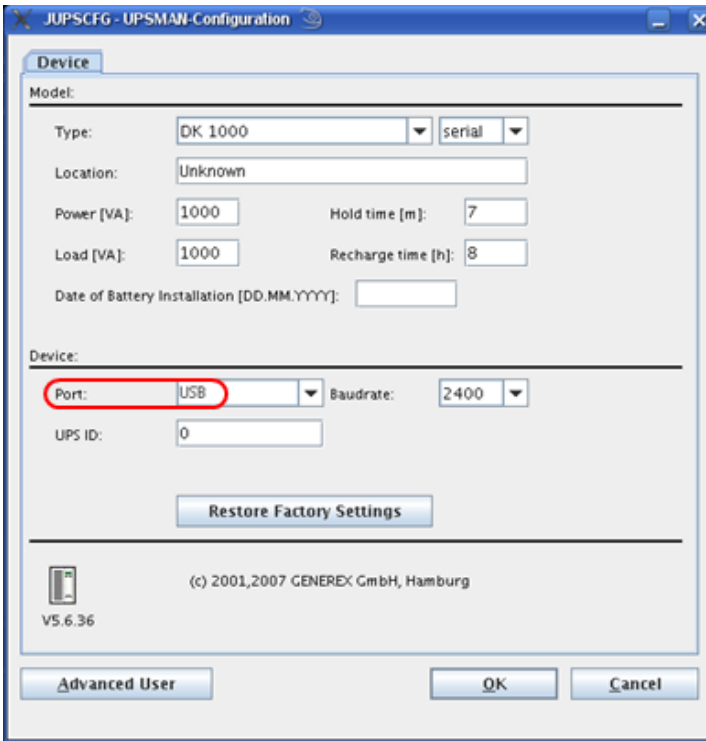 JUPSCFG - UPSMAN-Configuration
Device
Model:
Type: DK 1000 serial
Location: Unknown
Power [VA]: 1000 Hold time [m]: 7
Load [VA]: 1000 Recharge time [h]: 8
Date of Battery Installation [DD.MM.YYYY]:
Device:
Port: USB Baudrate: 2400
UPS ID: 0
Restore Factory Settings
(c) 2001,2007 GENEREX GmbH, Hamburg
V5.6.36
Advanced User OK Cancel